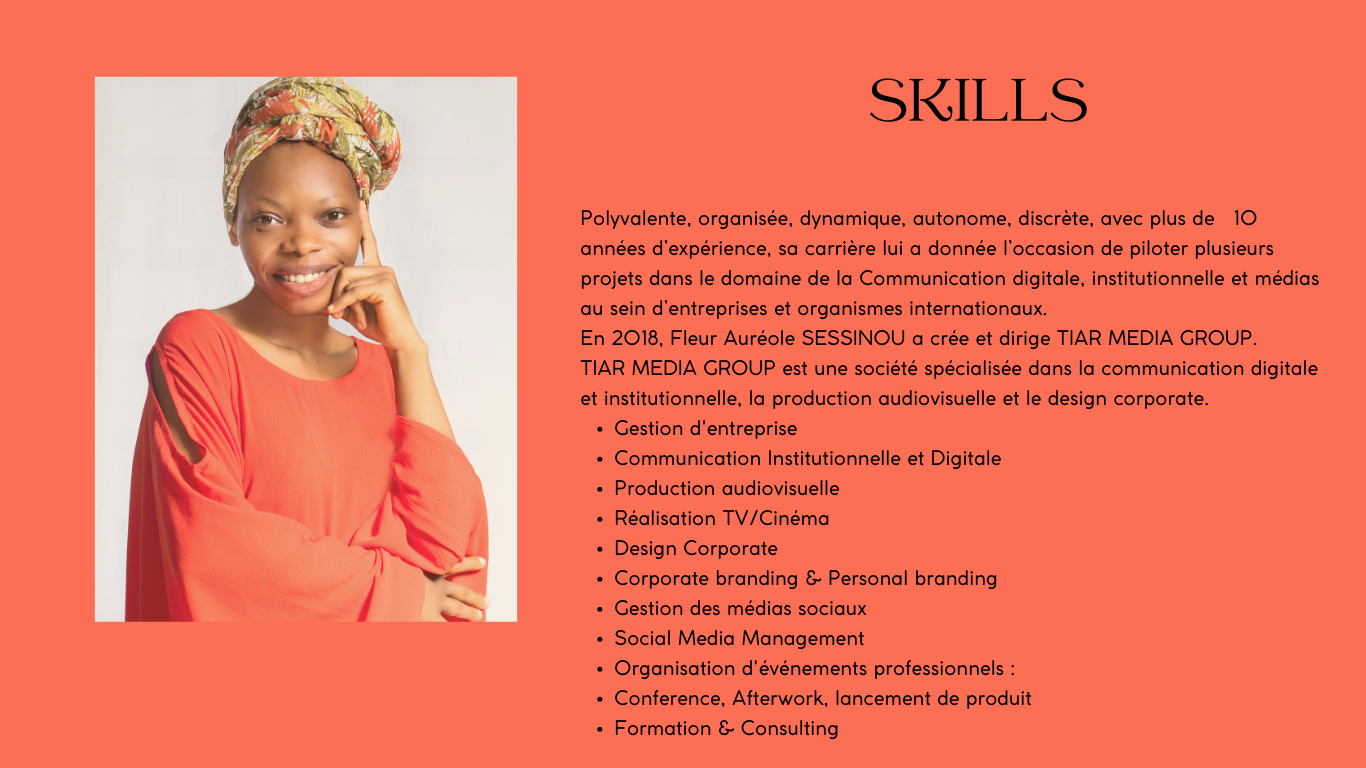 SKILLS
Polyvalente, organisée, dynamique, autonome, discrète, avec plus de 10
années d'expérience, sa carrière lui a donnée l'occasion de piloter plusieurs
projets dans le domaine de la Communication digitale, institutionnelle et médias
au sein d'entreprises et organismes internationaux.
En 2018, Fleur Auréole SESSINOU a crée et dirige TIAR MEDIA GROUP.
TIAR MEDIA GROUP est une société spécialisée dans la communication digitale
et institutionnelle, la production audiovisuelle et le design corporate.
• Gestion d'entreprise
• Communication Institutionnelle et Digitale
• Production audiovisuelle
• Réalisation TV/Cinéma
• Design Corporate
• Corporate branding & Personal branding
• Gestion des médias sociaux
• Social Media Management
• Organisation d'événements professionnels :
• Conference, Afterwork, lancement de produit
• Formation & Consulting